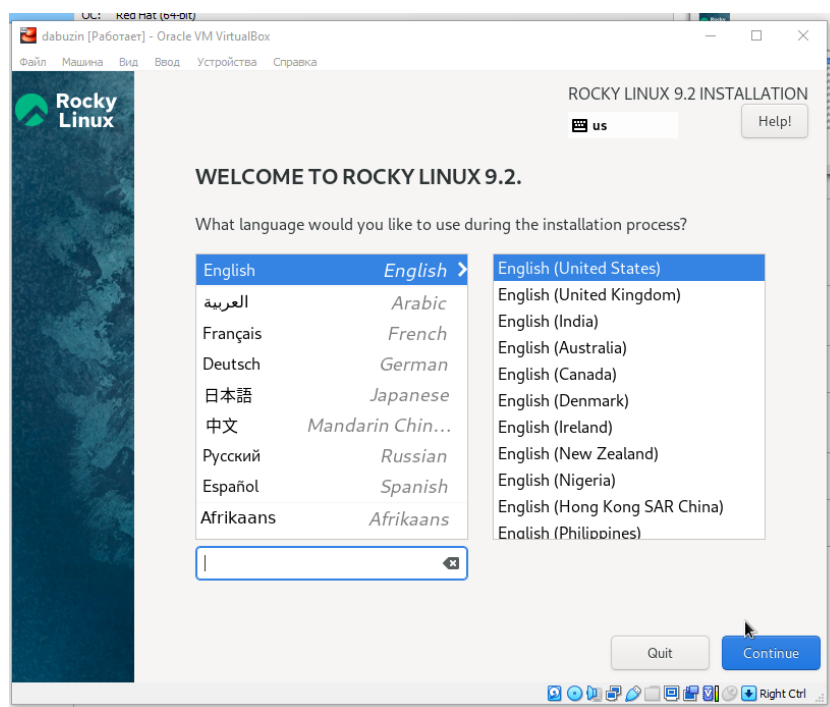 ОС: Red Hat (64-bit)
dabuzin [Работает] - Oracle VM VirtualBox
Файл Машина Вид Ввод Устройства Справка
Rocky
Linux
ROCKY LINUX 9.2 INSTALLATION
us
Help!
WELCOME TO ROCKY LINUX 9.2.
What language would you like to use during the installation process?
English English
العربية Arabic
Français French
Deutsch German
日本語 Japanese
中文 Mandarin Chin...
Русский Russian
Español Spanish
Afrikaans Afrikaans
English (United States)
English (United Kingdom)
English (India)
English (Australia)
English (Canada)
English (Denmark)
English (Ireland)
English (New Zealand)
English (Nigeria)
English (Hong Kong SAR China)
English (Philippines)
Quit
Continue
Right Ctrl